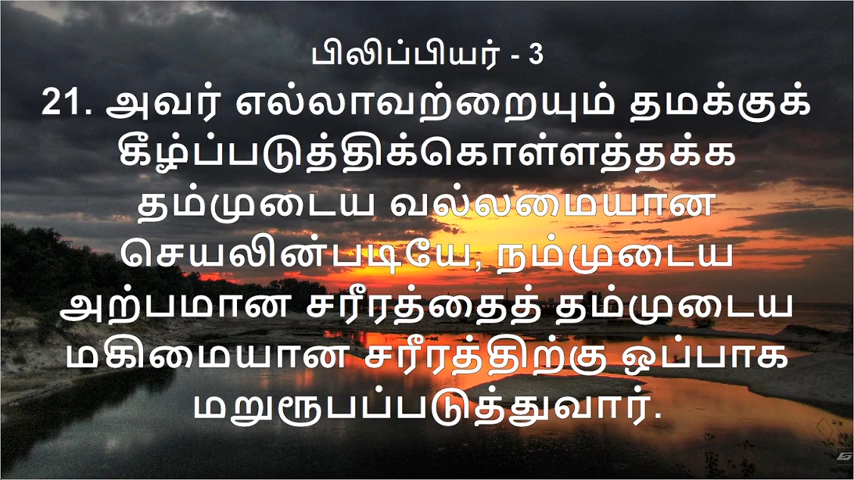 பிலிப்பியர் - 3
21. அவர் எல்லாவற்றையும் தமக்குக்
கீழ்ப்படுத்திக்கொள்ளத்தக்க
தம்முடைய வல்லமையான
செயலின்படியே, நம்முடைய
அற்பமான சரீரத்தைத் தம்முடைய
மகிமையான சரீரத்திற்கு ஒப்பாக
மறுரூபப்படுத்துவார்.